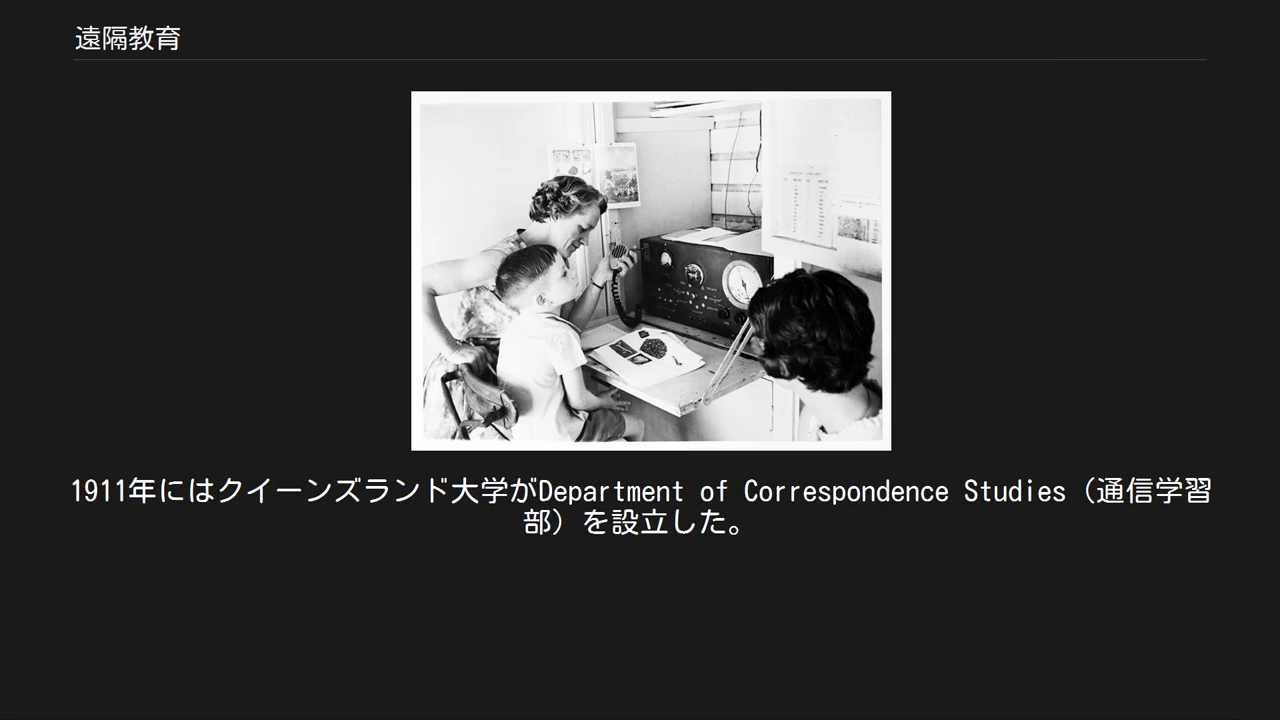 遠隔教育
1911年にはクイーンズランド大学がDepartment of Correspondence Studies（通信学習
部）を設立した。